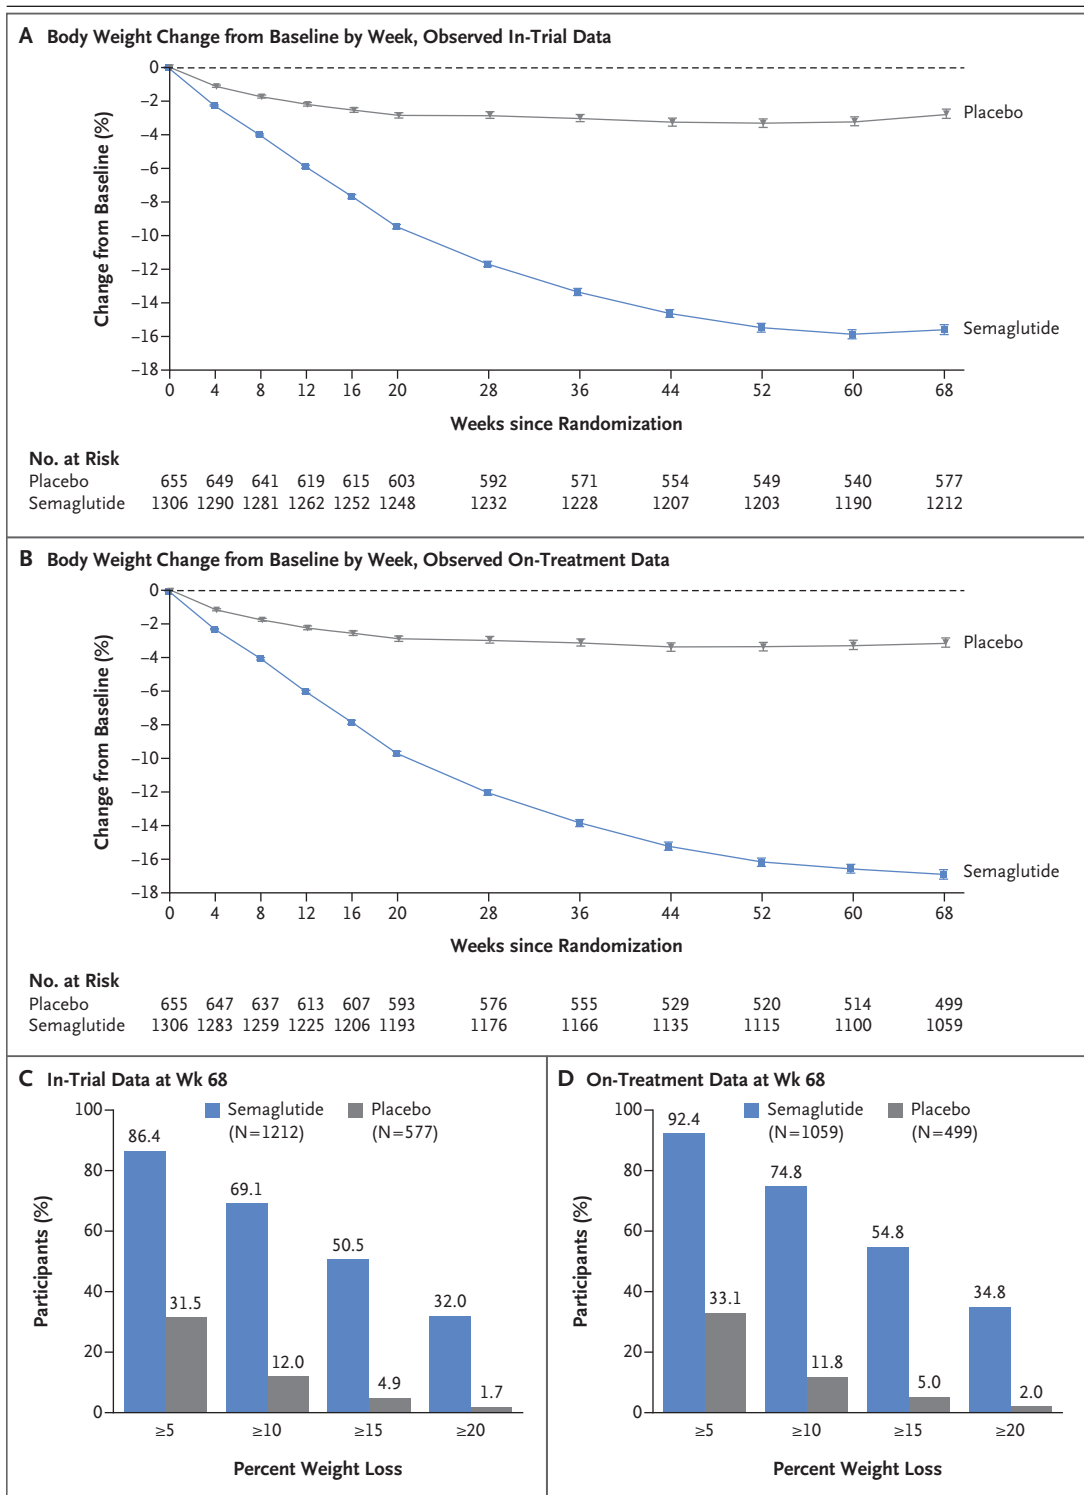 A Body Weight Change from Baseline by Week, Observed In-Trial Data
0
−2
−4
−6
−8
−10
−12
−14
−16
−18
Change from Baseline (%)
Placebo
Semaglutide
0 4 8 12 16 20 28 36 44 52 60 68
Weeks since Randomization
No. at Risk
Placebo 655 649 641 619 615 603 592 571 554 549 540 577
Semaglutide 1306 1290 1281 1262 1252 1248 1232 1228 1207 1203 1190 1212
B Body Weight Change from Baseline by Week, Observed On-Treatment Data
0
−2
−4
−6
−8
−10
−12
−14
−16
−18
Change from Baseline (%)
Placebo
Semaglutide
0 4 8 12 16 20 28 36 44 52 60 68
Weeks since Randomization
No. at Risk
Placebo 655 647 637 613 607 593 576 555 529 520 514 499
Semaglutide 1306 1283 1259 1225 1206 1193 1176 1166 1135 1115 1100 1059
C In-Trial Data at Wk 68
Semaglutide (N=1212)
Placebo (N=577)
100
80
60
40
20
0
Participants (%)
86.4
31.5
69.1
12.0
50.5
4.9
32.0
1.7
≥5 ≥10 ≥15 ≥20
Percent Weight Loss
D On-Treatment Data at Wk 68
Semaglutide (N=1059)
Placebo (N=499)
100
80
60
40
20
0
Participants (%)
92.4
33.1
74.8
11.8
54.8
5.0
34.8
2.0
≥5 ≥10 ≥15 ≥20
Percent Weight Loss